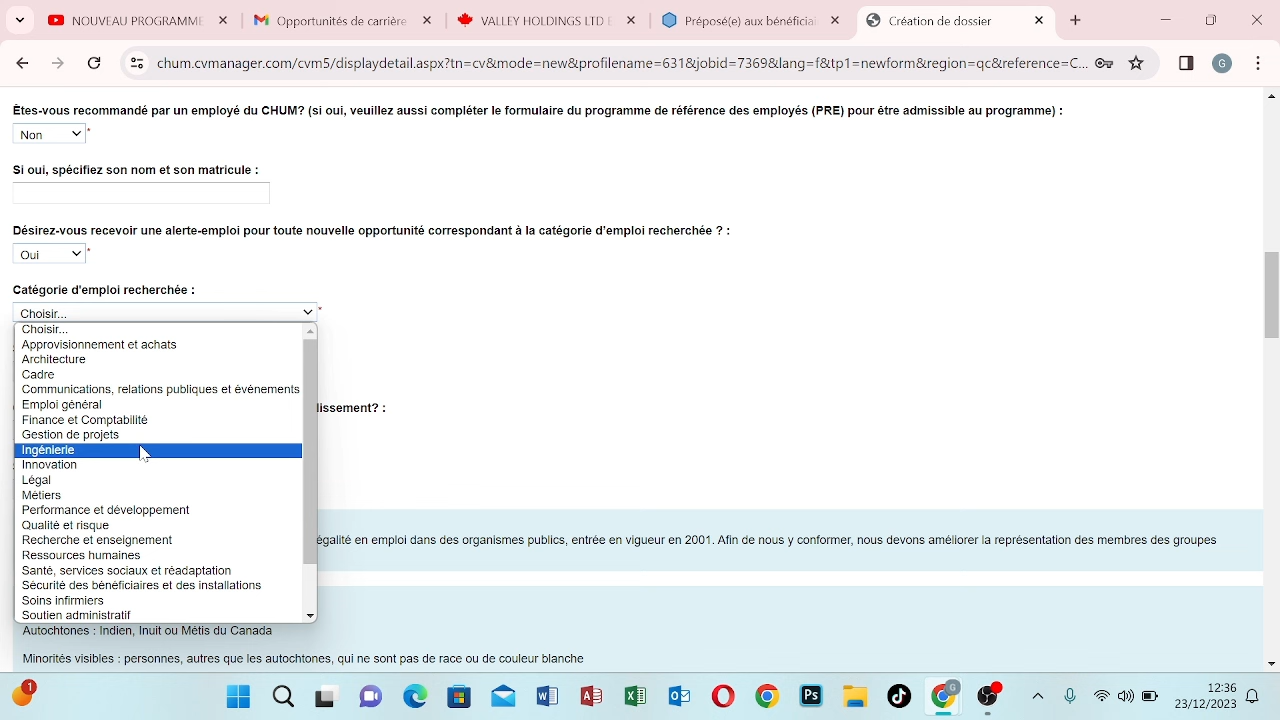 NOUVEAU PROGRAMME
Opportunités de carrière
VALLEY HOLDINGS LTD
Préposé(e) aux bénéficiai
Création de dossier
chum.cvmanager.com/cvm5/displaydetail.aspx?tn=cv&mode=new&profilename=631&jobid=7369&lang=f&tp1=newform&region=qc&reference=C...
G
Êtes-vous recommandé par un employé du CHUM? (si oui, veuillez aussi compléter le formulaire du programme de référence des employés (PRE) pour être admissible au programme) :
Non *
Si oui, spécifiez son nom et son matricule :
Désirez-vous recevoir une alerte-emploi pour toute nouvelle opportunité correspondant à la catégorie d'emploi recherchée ? :
Oui *
Catégorie d'emploi recherchée :
Choisir... *
Choisir...
Approvisionnement et achats
Architecture
Cadre
Communications, relations publiques et événements
Emploi général
lissement? :
Finance et Comptabilité
Gestion de projets
Ingénierie
Innovation
Légal
Métiers
Performance et développement
Qualité et risque
Recherche et enseignement
égalité en emploi dans des organismes publics, entrée en vigueur en 2001. Afin de nous y conformer, nous devons améliorer la représentation des membres des groupes
Ressources humaines
Santé, services sociaux et réadaptation
Sécurité des bénéficiaires et des installations
Soins infirmiers
Soutien administratif
Autochtones : Indien, Inuit ou Métis du Canada
Minorités visibles : personnes, autres que les autochtones, qui ne sont pas de race ou de couleur blanche
1
Ps
G
12:36
23/12/2023